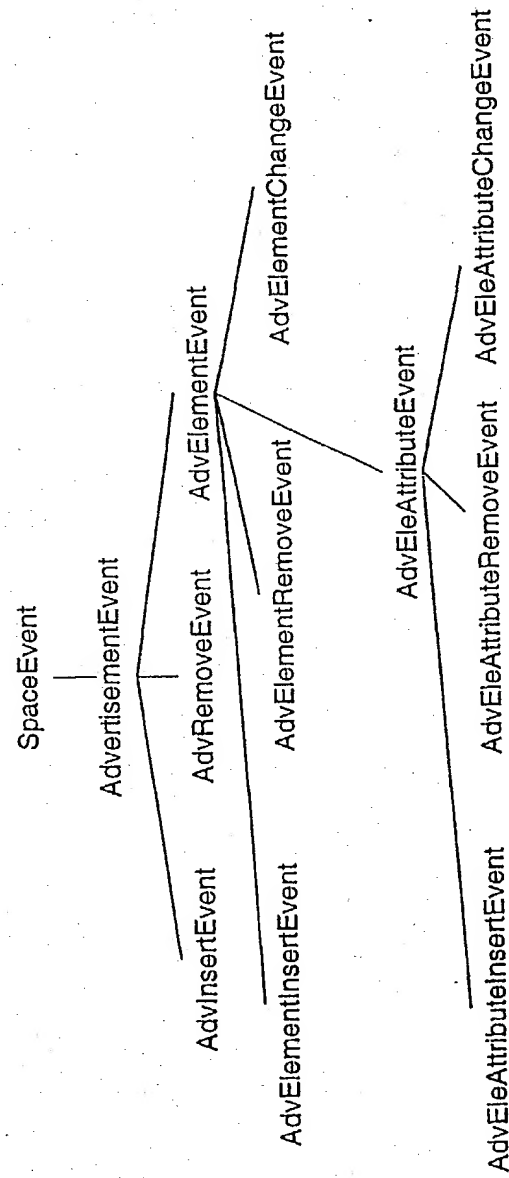 SpaceEvent
AdvertisementEvent
AdvInsertEvent
AdvRemoveEvent
AdvElementEvent
AdvElementInsertEvent
AdvElementRemoveEvent
AdvElementChangeEvent
AdvEleAttributeEvent
AdvEleAttributeInsertEvent
AdvEleAttributeRemoveEvent
AdvEleAttributeChangeEvent